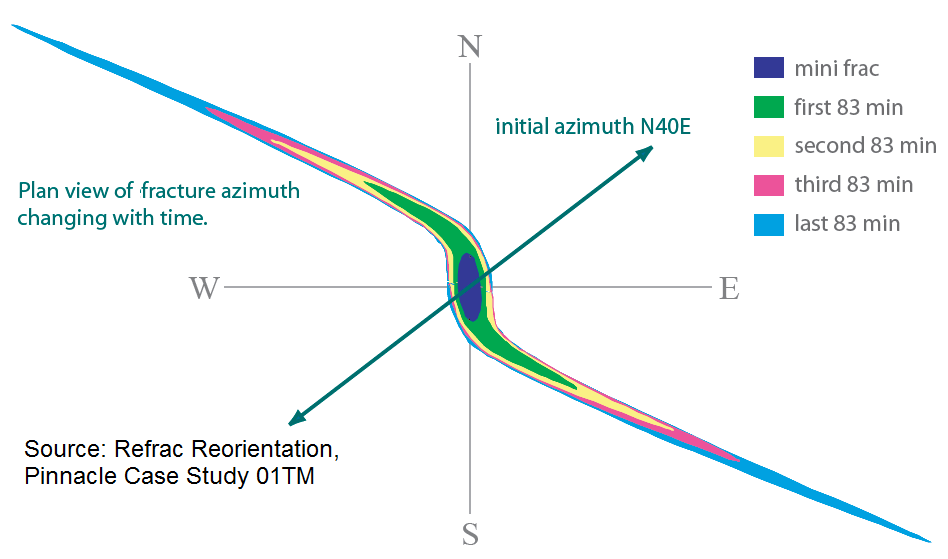 N
mini frac
first 83 min
initial azimuth N40E
second 83 min
third 83 min
Plan view of fracture azimuth
changing with time.
last 83 min
W
E
Source: Refrac Reorientation,
Pinnacle Case Study 01TM
S